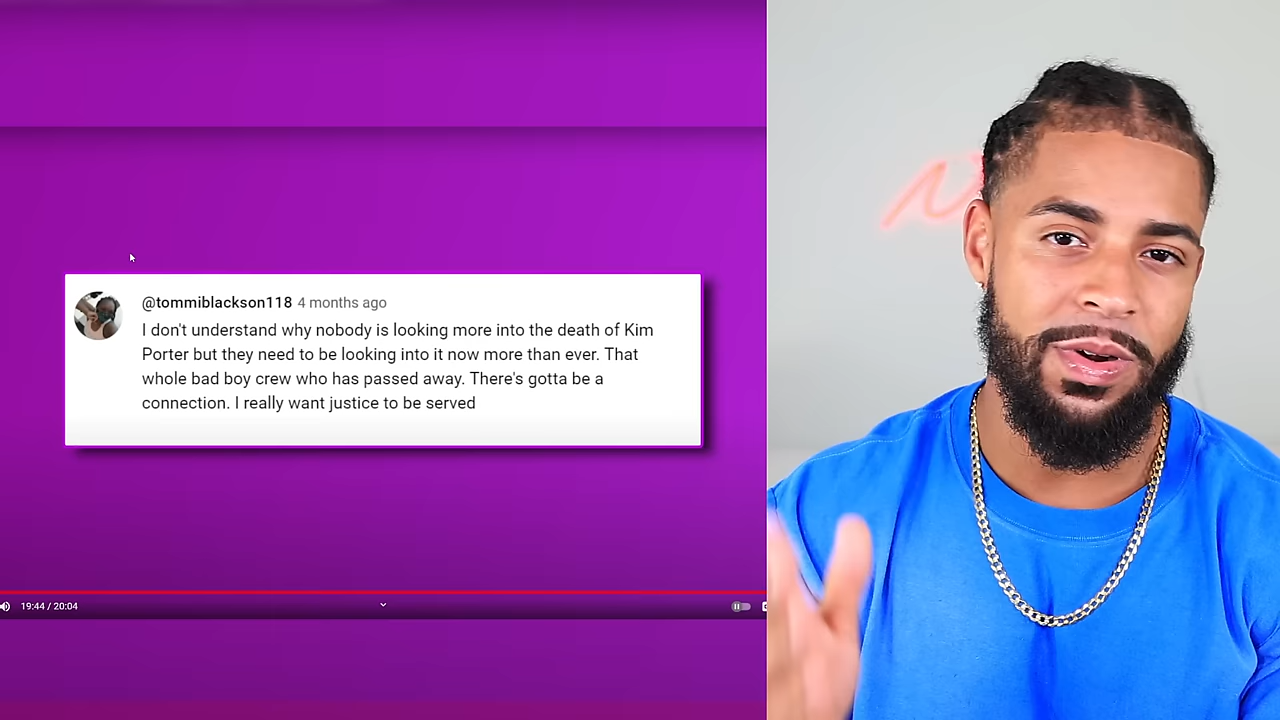 @tommiblackson118 4 months ago
I don't understand why nobody is looking more into the death of Kim
Porter but they need to be looking into it now more than ever. That
whole bad boy crew who has passed away. There's gotta be a
connection. I really want justice to be served
19:44 / 20:04